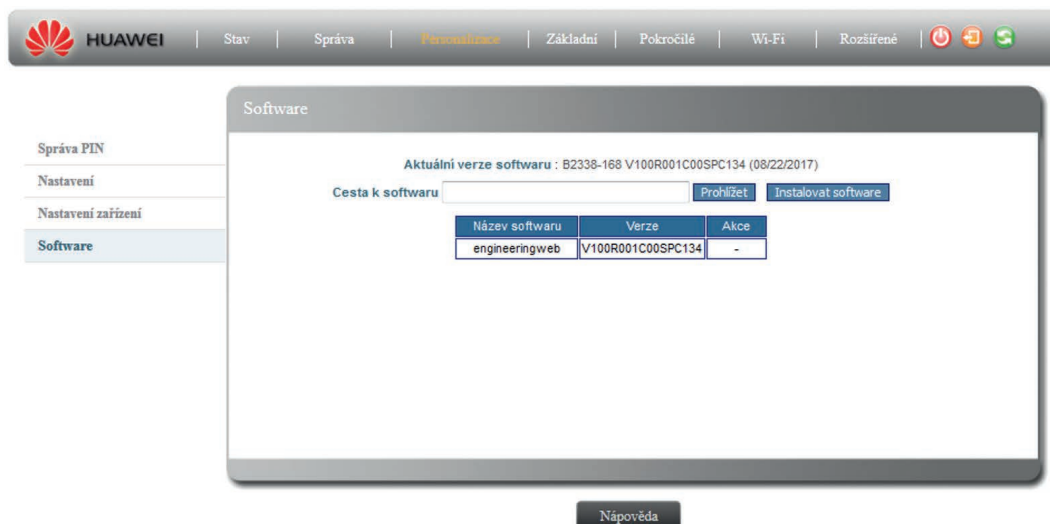 HUAWEI | Stav | Správa | Personalizace | Základní | Pokročilé | Wi-Fi | Rozšířené |
Software
Správa PIN
Nastavení
Nastavení zařízení
Software
Aktuální verze softwaru : B2338-168 V100R001C00SPC134 (08/22/2017)
Cesta k softwaru Prohlížet Instalovat software
Název softwaru Verze Akce
engineeringweb V100R001C00SPC134 -
Nápověda